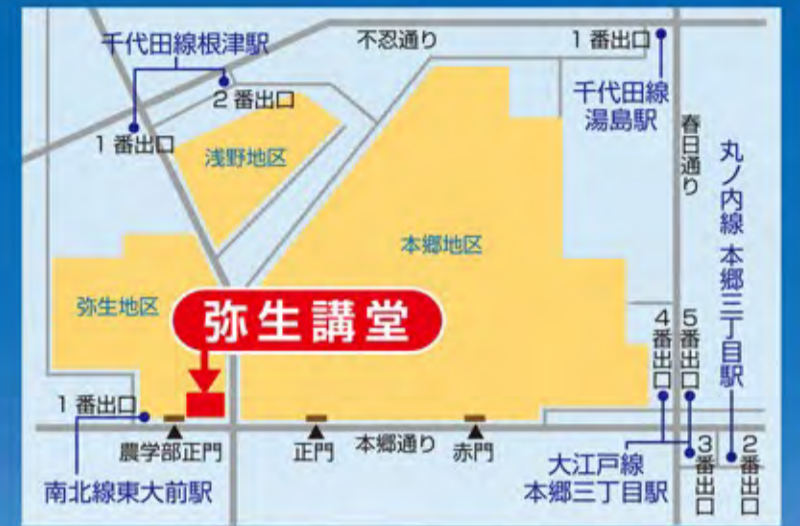 千代田線根津駅
不忍通り
1番出口
2番出口
千代田線
湯島駅
1番出口
浅野地区
春日通り
丸ノ内線 本郷三丁目駅
本郷地区
弥生地区
弥生講堂
4番出口
5番出口
1番出口
農学部正門
正門
本郷通り
赤門
3番出口
2番出口
南北線東大前駅
大江戸線
本郷三丁目駅